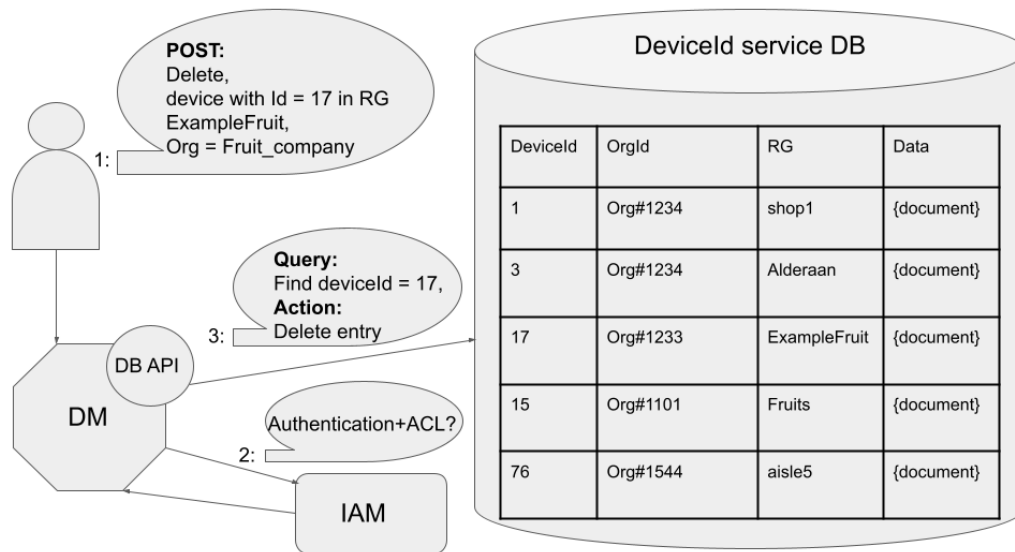 POST:
Delete,
device with Id = 17 in RG
ExampleFruit,
Org = Fruit_company
1:
Query:
Find deviceId = 17,
Action:
Delete entry
3:
DB API
DM
Authentication+ACL?
2:
IAM
DeviceId service DB
DeviceId OrgId RG Data
1 Org#1234 shop1 {document}
3 Org#1234 Alderaan {document}
17 Org#1233 ExampleFruit {document}
15 Org#1101 Fruits {document}
76 Org#1544 aisle5 {document}